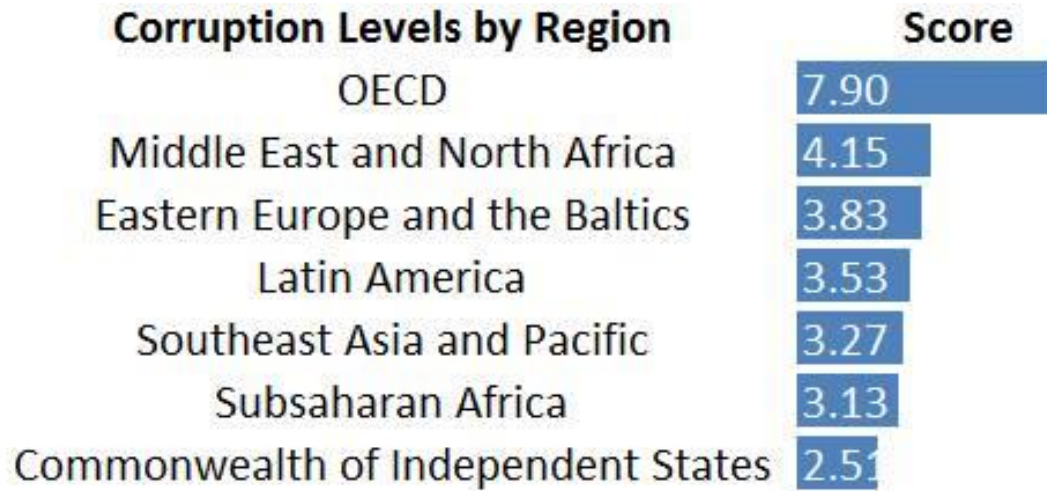 Corruption Levels by Region Score
OECD 7.90
Middle East and North Africa 4.15
Eastern Europe and the Baltics 3.83
Latin America 3.53
Southeast Asia and Pacific 3.27
Subsaharan Africa 3.13
Commonwealth of Independent States 2.51